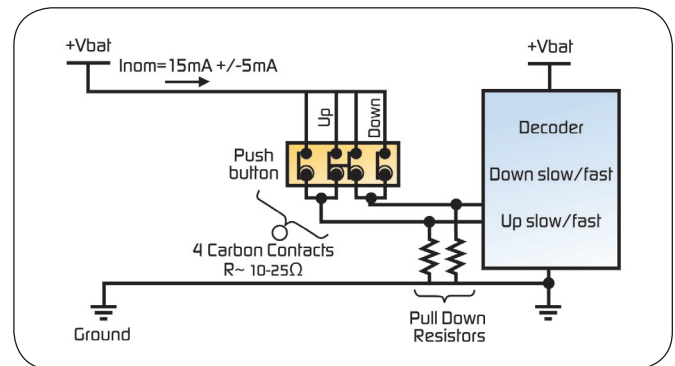 +Vbat
Inom=15mA +/-5mA
+Vbat
Up
Down
Push
button
Decoder
Down slow/fast
Up slow/fast
4 Carbon Contacts
R~ 10-25Ω
Ground
Pull Down
Resistors